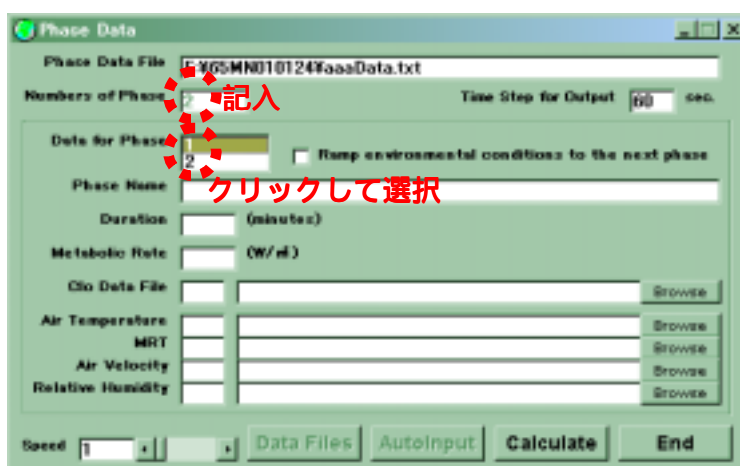 Phase Data
Phase Data File E:¥65MN010124¥aaaData.txt
Numbers of Phase 2 記入 Time Step for Output 60 sec.
Data for Phase 1
2 Ramp environmental conditions to the next phase
クリックして選択
Phase Name
Duration (minutes)
Metabolic Rate (W/㎡)
Clo Data File Browse
Air Temperature Browse
MRT Browse
Air Velocity Browse
Relative Humidity Browse
Speed 1 Data Files AutoInput Calculate End